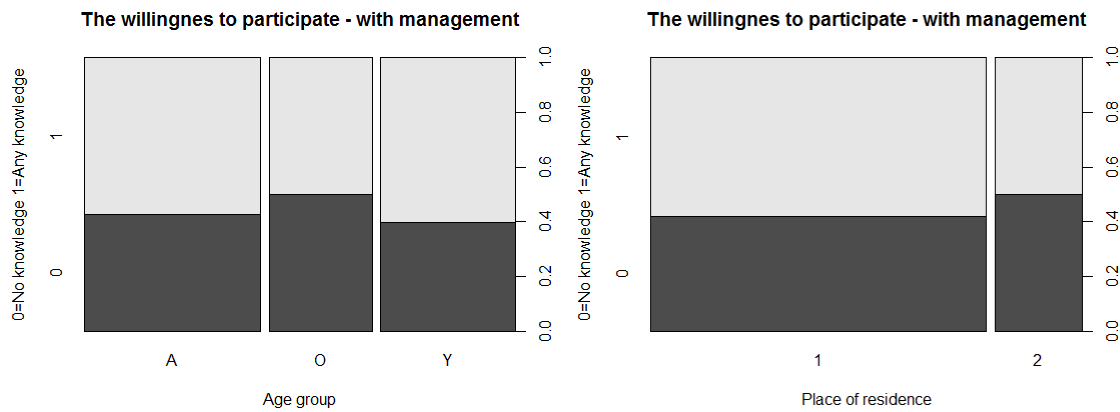 The willingnes to participate - with management
0=No knowledge 1=Any knowledge
1
0
1.0
0.8
0.6
0.4
0.2
0.0
A O Y
Age group
The willingnes to participate - with management
0=No knowledge 1=Any knowledge
1
0
1.0
0.8
0.6
0.4
0.2
0.0
1 2
Place of residence